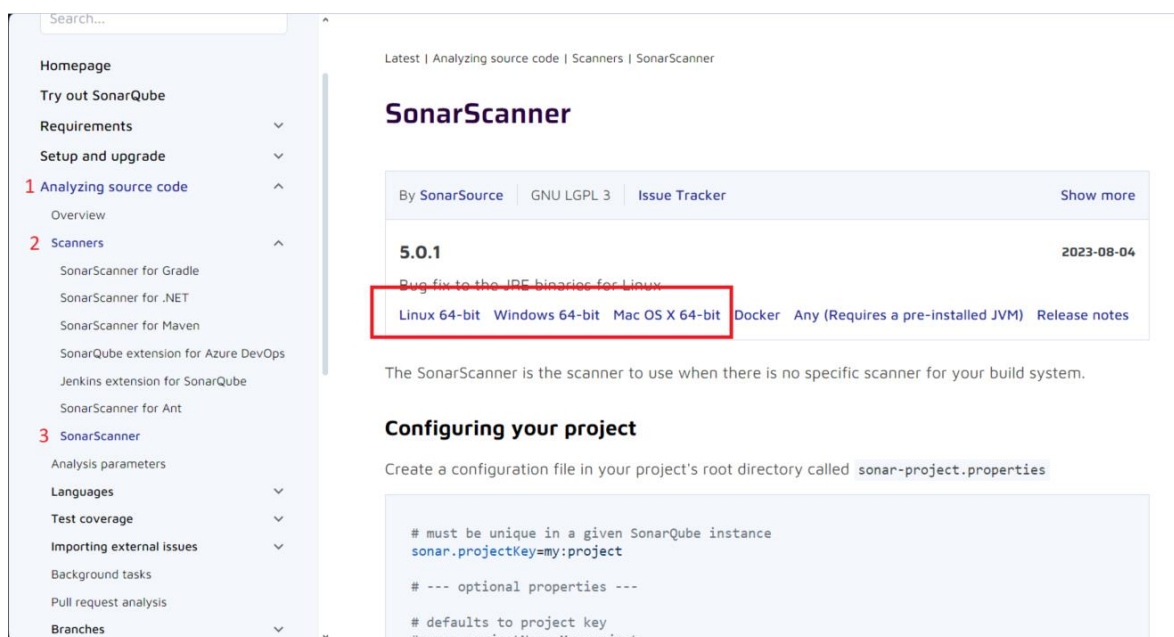 Search...
Homepage
Try out SonarQube
Requirements
Setup and upgrade
1 Analyzing source code
Overview
2 Scanners
SonarScanner for Gradle
SonarScanner for .NET
SonarScanner for Maven
SonarQube extension for Azure DevOps
Jenkins extension for SonarQube
SonarScanner for Ant
3 SonarScanner
Analysis parameters
Languages
Test coverage
Importing external issues
Background tasks
Pull request analysis
Branches
Latest | Analyzing source code | Scanners | SonarScanner
SonarScanner
By SonarSource GNU LGPL 3 Issue Tracker Show more
5.0.1 2023-08-04
Bug fix to the JRE binaries for Linux
Linux 64-bit Windows 64-bit Mac OS X 64-bit Docker Any (Requires a pre-installed JVM) Release notes
The SonarScanner is the scanner to use when there is no specific scanner for your build system.
Configuring your project
Create a configuration file in your project's root directory called sonar-project.properties
# must be unique in a given SonarQube instance
sonar.projectKey=my:project
# --- optional properties ---
# defaults to project key